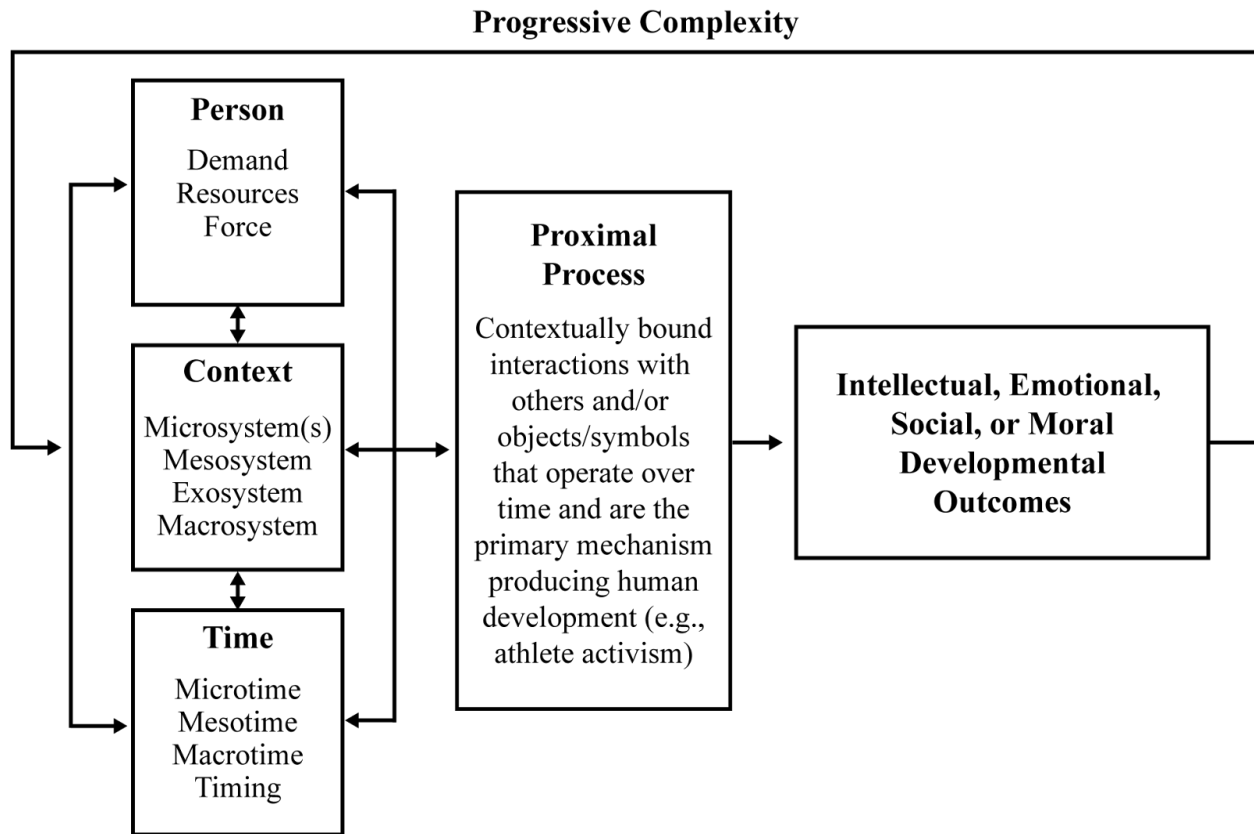 Progressive Complexity
Person
Demand
Resources
Force
Context
Microsystem(s)
Mesosystem
Exosystem
Macrosystem
Time
Microtime
Mesotime
Macrotime
Timing
Proximal
Process
Contextually bound
interactions with
others and/or
objects/symbols
that operate over
time and are the
primary mechanism
producing human
development (e.g.,
athlete activism)
Intellectual, Emotional,
Social, or Moral
Developmental
Outcomes